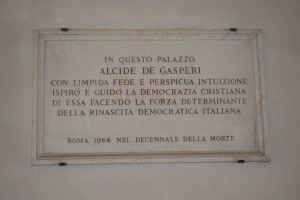 IN QUESTO PALAZZO
ALCIDE DE GASPERI
CON LIMPIDA FEDE E PERSPICUA INTUIZIONE
ISPIRÒ E GUIDÒ LA DEMOCRAZIA CRISTIANA
DI ESSA FACENDO LA FORZA DETERMINANTE
DELLA RINASCITA DEMOCRATICA ITALIANA
ROMA 1964 NEL DECENNALE DELLA MORTE